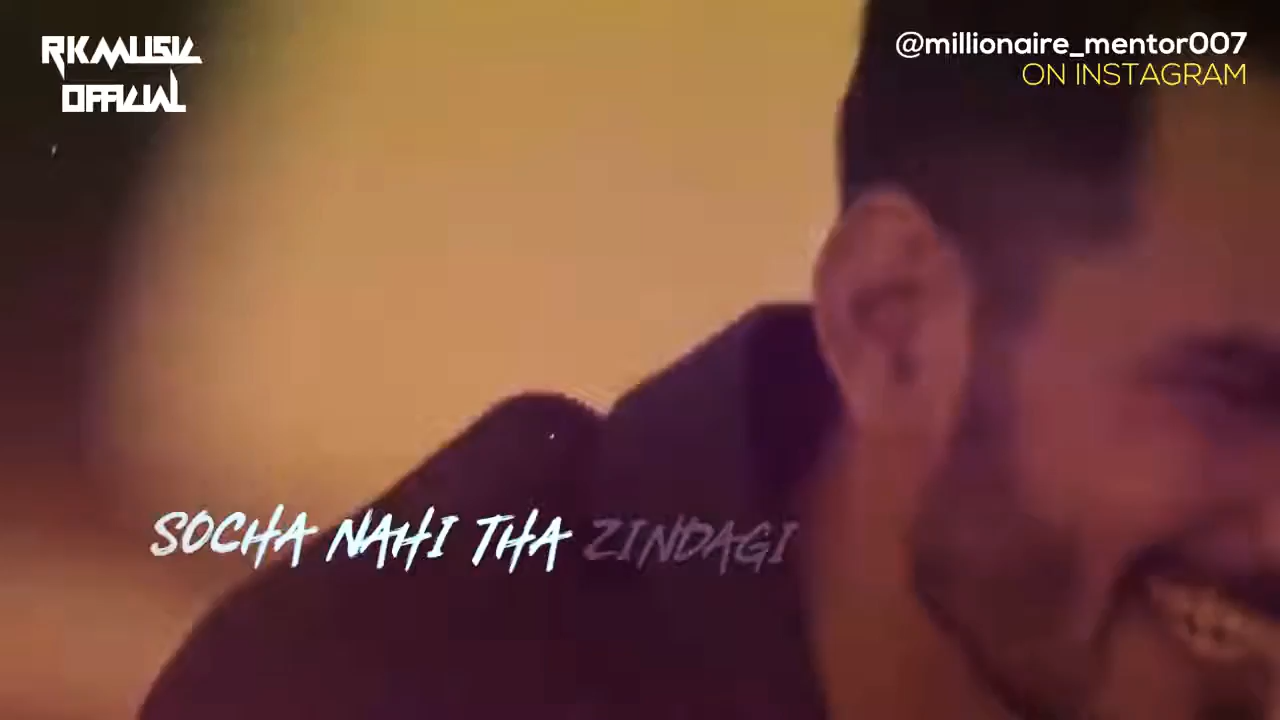 RKMUSIC
OFFICIAL
@millionaire_mentor007
ON INSTAGRAM
SOCHA NAHI THA ZINDAGI